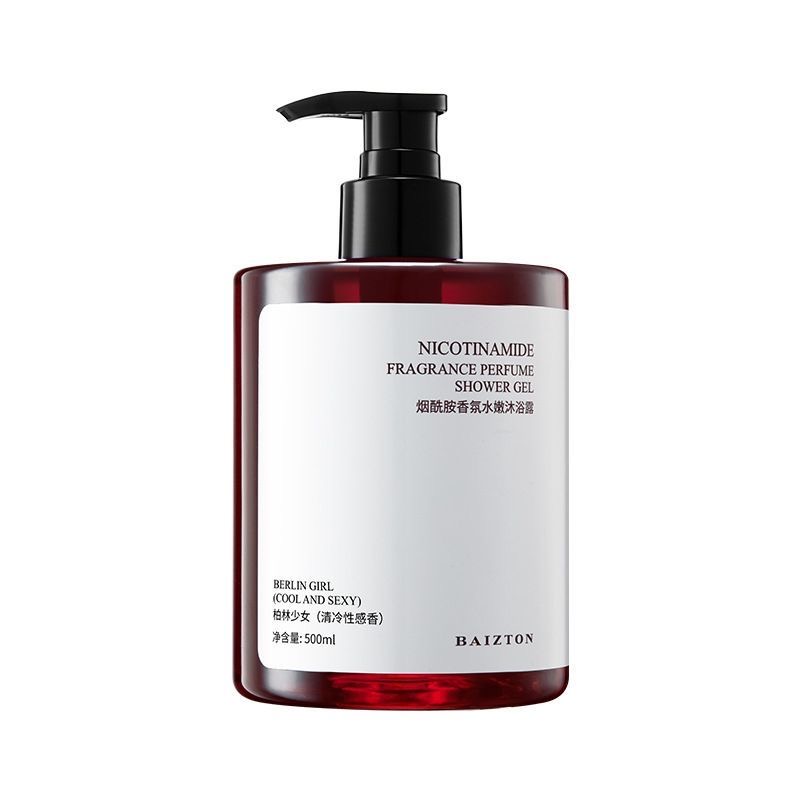 NICOTINAMIDE
FRAGRANCE PERFUME
SHOWER GEL
烟酰胺香氛水嫩沐浴露
BERLIN GIRL
(COOL AND SEXY)
柏林少女（清冷性感香）
净含量: 500ml
BAIZTON